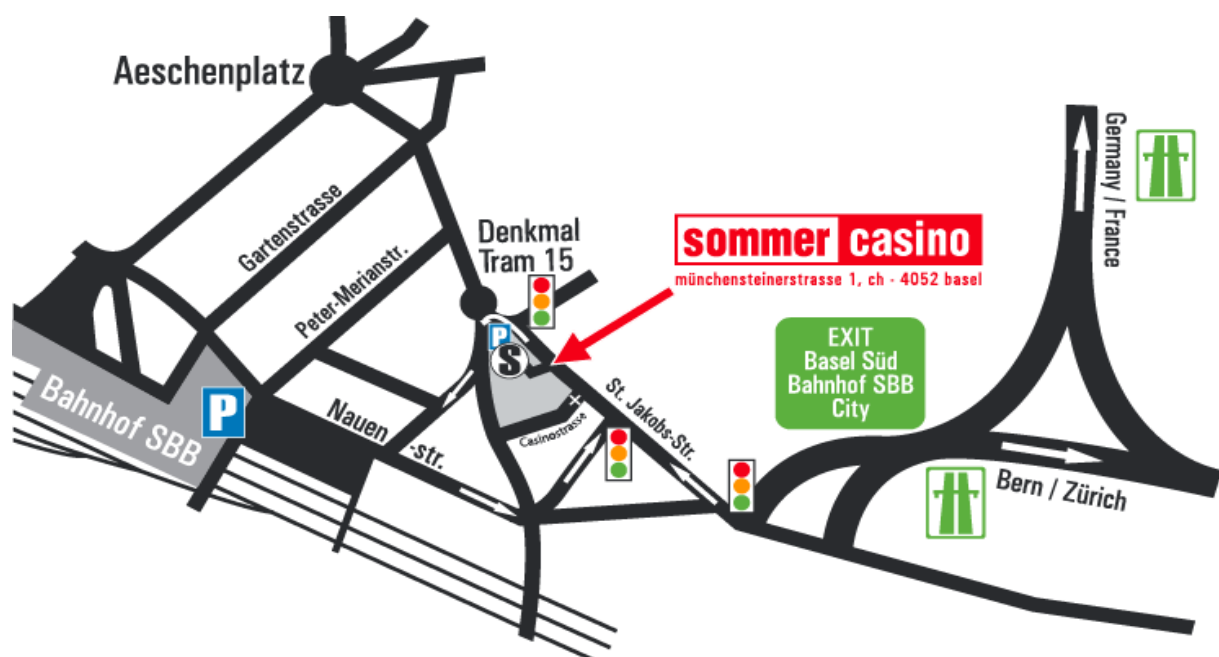 Aeschenplatz
Gartenstrasse
Peter-Merianstr.
Denkmal
Tram 15
sommer casino
münchensteinerstrasse 1, ch - 4052 basel
Germany / France
EXIT
Basel Süd
Bahnhof SBB
City
P
S
Bahnhof SBB
P
Nauen -str.
Casinostrasse
St. Jakobs-Str.
Bern / Zürich